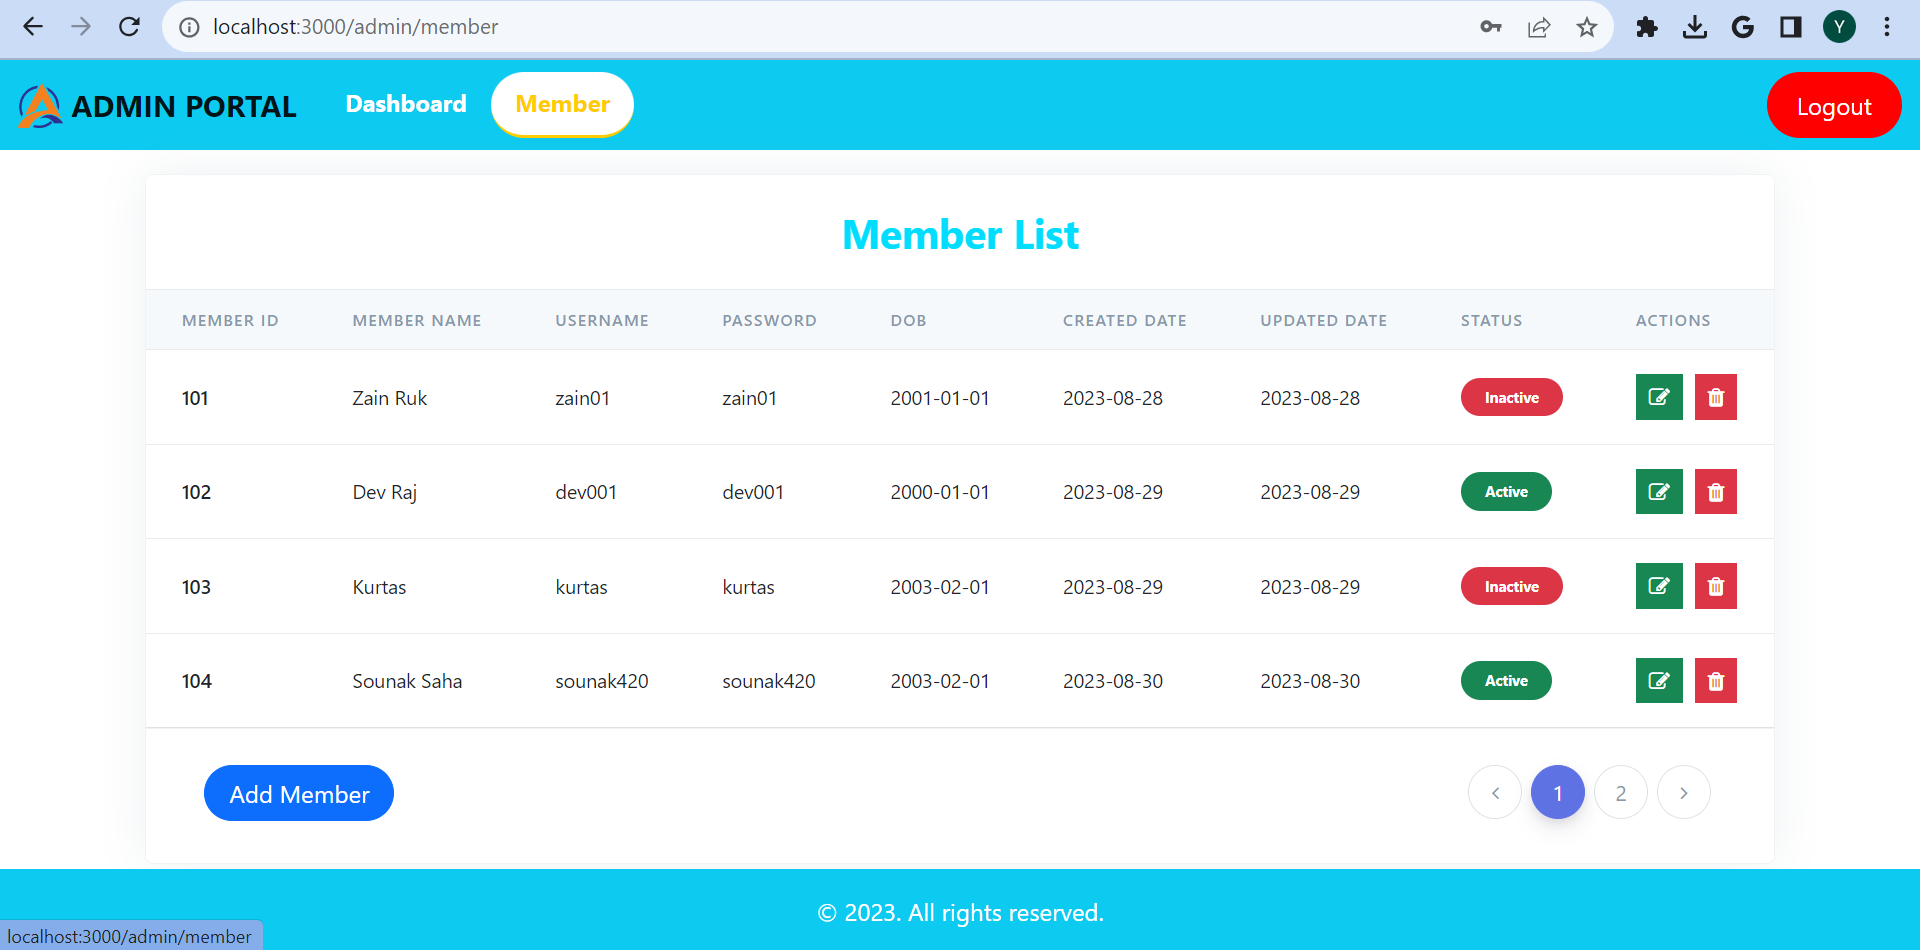 localhost:3000/admin/member
Y
ADMIN PORTAL Dashboard Member Logout
Member List
MEMBER ID MEMBER NAME USERNAME PASSWORD DOB CREATED DATE UPDATED DATE STATUS ACTIONS
101 Zain Ruk zain01 zain01 2001-01-01 2023-08-28 2023-08-28 Inactive
102 Dev Raj dev001 dev001 2000-01-01 2023-08-29 2023-08-29 Active
103 Kurtas kurtas kurtas 2003-02-01 2023-08-29 2023-08-29 Inactive
104 Sounak Saha sounak420 sounak420 2003-02-01 2023-08-30 2023-08-30 Active
Add Member ‹ 1 2 ›
© 2023. All rights reserved.
localhost:3000/admin/member